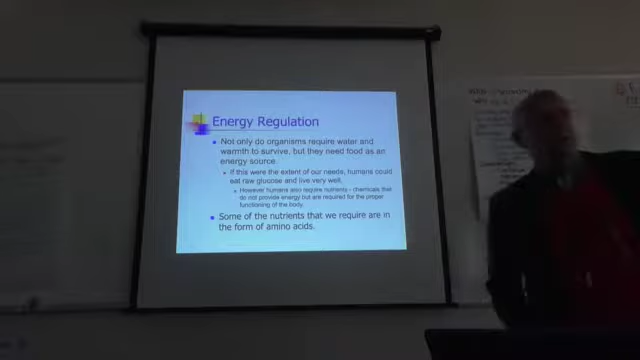 Energy Regulation
Not only do organisms require water and
warmth to survive, but they need food as an
energy source.
If this were the extent of our needs, humans could
eat raw glucose and live very well.
However humans also require nutrients - chemicals that
do not provide energy but are required for the proper
functioning of the body.
Some of the nutrients that we require are in
the form of amino acids.